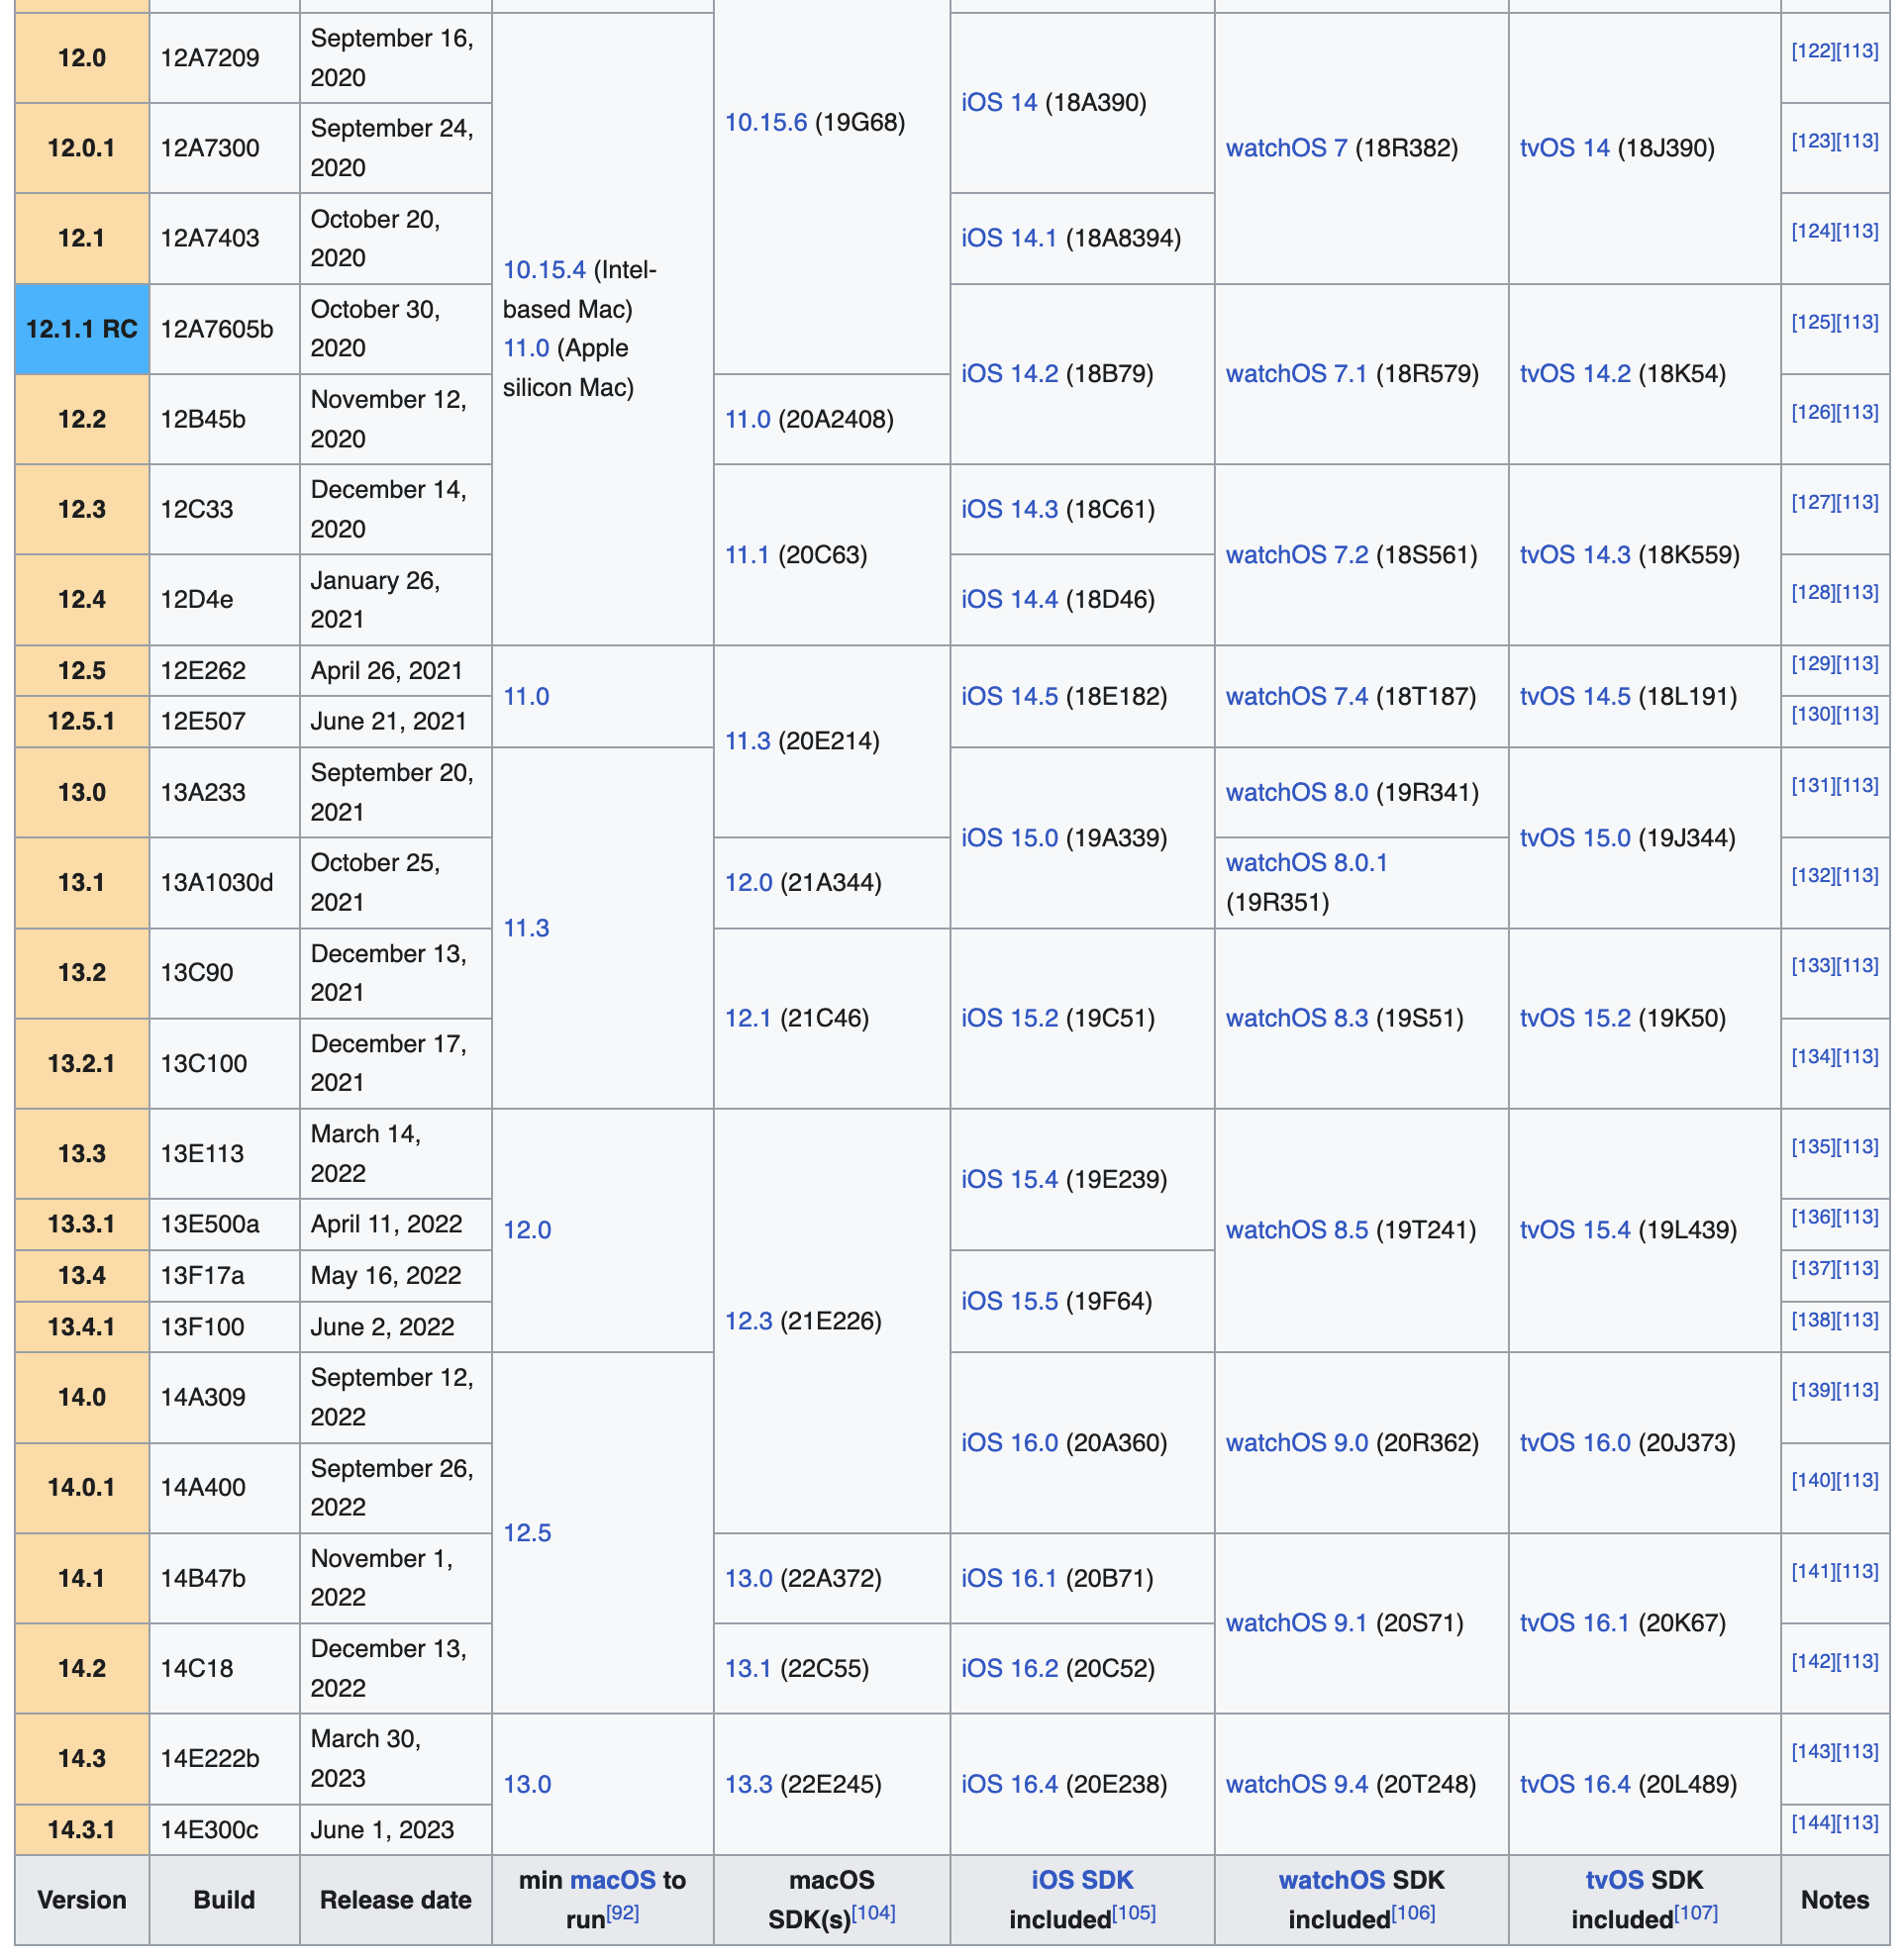 12.0 12A7209 September 16, 2020 10.15.4 (Intel-based Mac) 11.0 (Apple silicon Mac) 10.15.6 (19G68) iOS 14 (18A390) watchOS 7 (18R382) tvOS 14 (18J390) [122][113]
12.0.1 12A7300 September 24, 2020 [123][113]
12.1 12A7403 October 20, 2020 iOS 14.1 (18A8394) [124][113]
12.1.1 RC 12A7605b October 30, 2020 iOS 14.2 (18B79) watchOS 7.1 (18R579) tvOS 14.2 (18K54) [125][113]
12.2 12B45b November 12, 2020 11.0 (20A2408) [126][113]
12.3 12C33 December 14, 2020 11.1 (20C63) iOS 14.3 (18C61) watchOS 7.2 (18S561) tvOS 14.3 (18K559) [127][113]
12.4 12D4e January 26, 2021 iOS 14.4 (18D46) [128][113]
12.5 12E262 April 26, 2021 11.0 11.3 (20E214) iOS 14.5 (18E182) watchOS 7.4 (18T187) tvOS 14.5 (18L191) [129][113]
12.5.1 12E507 June 21, 2021 [130][113]
13.0 13A233 September 20, 2021 11.3 iOS 15.0 (19A339) watchOS 8.0 (19R341) tvOS 15.0 (19J344) [131][113]
13.1 13A1030d October 25, 2021 12.0 (21A344) watchOS 8.0.1 (19R351) [132][113]
13.2 13C90 December 13, 2021 12.1 (21C46) iOS 15.2 (19C51) watchOS 8.3 (19S51) tvOS 15.2 (19K50) [133][113]
13.2.1 13C100 December 17, 2021 [134][113]
13.3 13E113 March 14, 2022 12.0 12.3 (21E226) iOS 15.4 (19E239) watchOS 8.5 (19T241) tvOS 15.4 (19L439) [135][113]
13.3.1 13E500a April 11, 2022 [136][113]
13.4 13F17a May 16, 2022 iOS 15.5 (19F64) [137][113]
13.4.1 13F100 June 2, 2022 [138][113]
14.0 14A309 September 12, 2022 12.5 iOS 16.0 (20A360) watchOS 9.0 (20R362) tvOS 16.0 (20J373) [139][113]
14.0.1 14A400 September 26, 2022 [140][113]
14.1 14B47b November 1, 2022 13.0 (22A372) iOS 16.1 (20B71) watchOS 9.1 (20S71) tvOS 16.1 (20K67) [141][113]
14.2 14C18 December 13, 2022 13.1 (22C55) iOS 16.2 (20C52) [142][113]
14.3 14E222b March 30, 2023 13.0 13.3 (22E245) iOS 16.4 (20E238) watchOS 9.4 (20T248) tvOS 16.4 (20L489) [143][113]
14.3.1 14E300c June 1, 2023 [144][113]
Version Build Release date min macOS to run[92] macOS SDK(s)[104] iOS SDK included[105] watchOS SDK included[106] tvOS SDK included[107] Notes